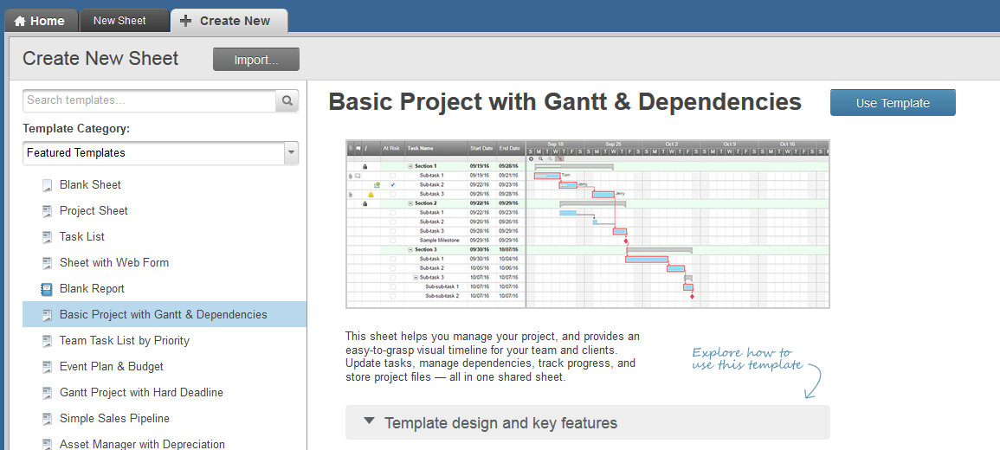 Home
New Sheet
Create New
Create New Sheet
Import...
Search templates...
Template Category:
Featured Templates
Blank Sheet
Project Sheet
Task List
Sheet with Web Form
Blank Report
Basic Project with Gantt & Dependencies
Team Task List by Priority
Event Plan & Budget
Gantt Project with Hard Deadline
Simple Sales Pipeline
Asset Manager with Depreciation
Basic Project with Gantt & Dependencies
Use Template
Sep 18 Sep 25 Oct 2 Oct 9 Oct 16
At Risk Task Name Start Date End Date
S M T W T F S S M T W T F S S M T W T F S S M T W T F S S M T W T F S
Section 1 09/19/16 09/28/16
Sub-task 1 09/19/16 09/21/16 Tom
Sub-task 2 09/22/16 09/23/16 Jerry
Sub-task 3 09/26/16 09/28/16 Jerry
Section 2 09/22/16 09/29/16
Sub-task 1 09/22/16 09/23/16
Sub-task 2 09/26/16 09/26/16
Sub-task 3 09/28/16 09/29/16
Sample Milestone 09/29/16 09/29/16
Section 3 09/30/16 10/07/16
Sub-task 1 09/30/16 10/04/16
Sub-task 2 10/05/16 10/06/16
Sub-task 3 10/07/16 10/07/16
Sub-sub-task 1 10/07/16 10/07/16
Sub-sub-task 2 10/07/16 10/07/16
This sheet helps you manage your project, and provides an
easy-to-grasp visual timeline for your team and clients.
Update tasks, manage dependencies, track progress, and
store project files — all in one shared sheet.
Explore how to
use this template
Template design and key features